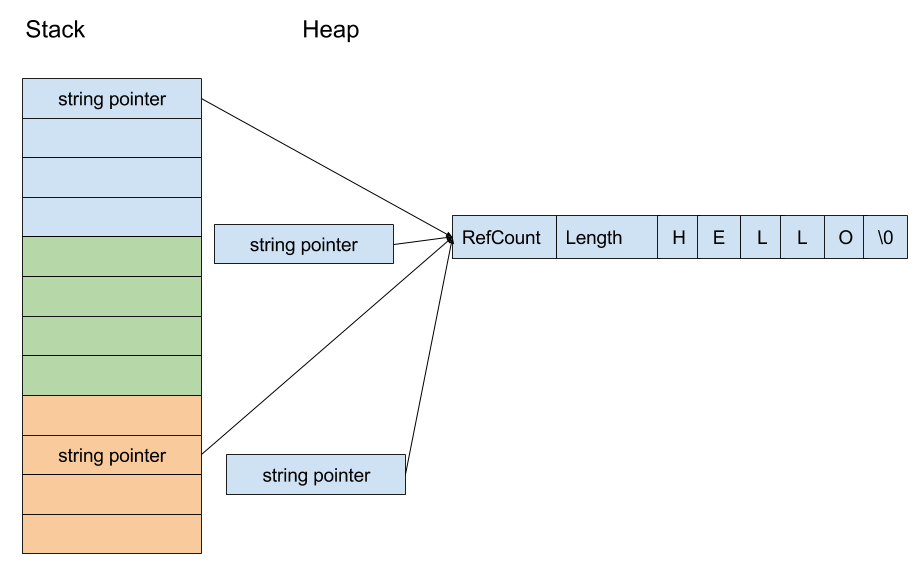 Stack Heap
string pointer
string pointer
RefCount Length H E L L O \0
string pointer
string pointer